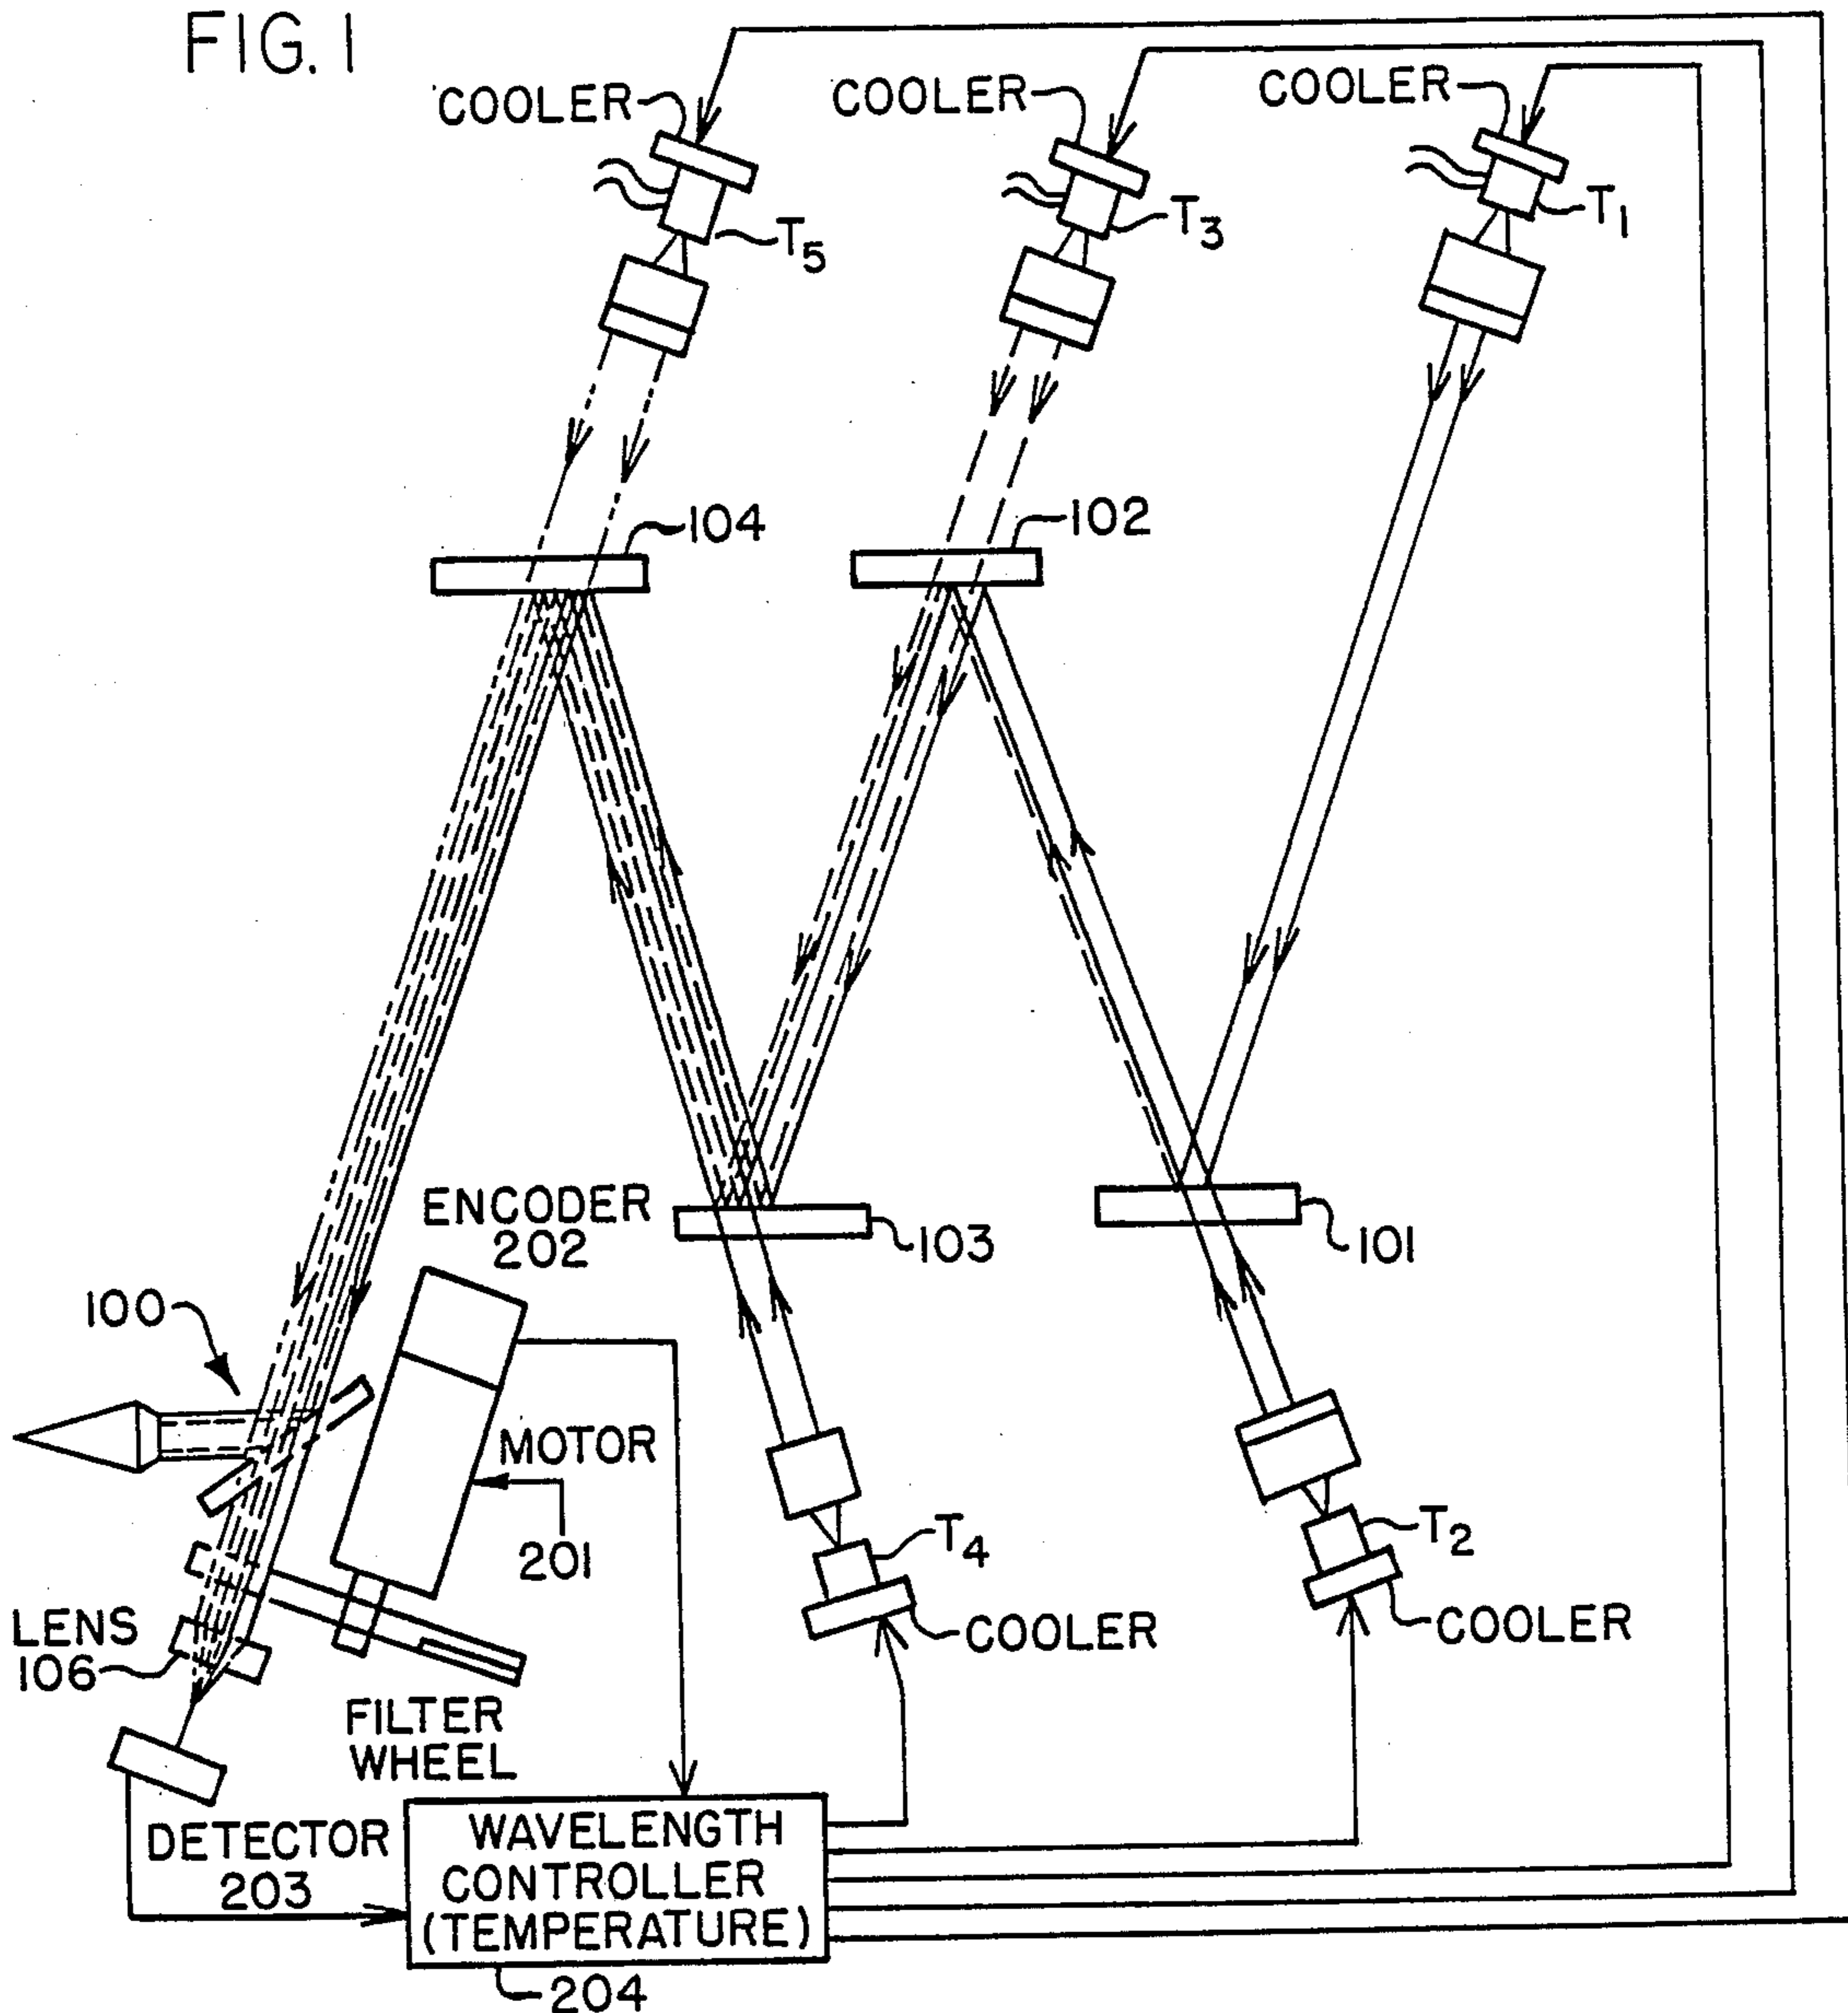 FIG. 1
COOLER
COOLER
COOLER
T5
T3
T1
104
102
ENCODER
202
103
101
100
MOTOR
201
T4
T2
COOLER
COOLER
LENS
106
FILTER
WHEEL
DETECTOR
203
WAVELENGTH
CONTROLLER
(TEMPERATURE)
204